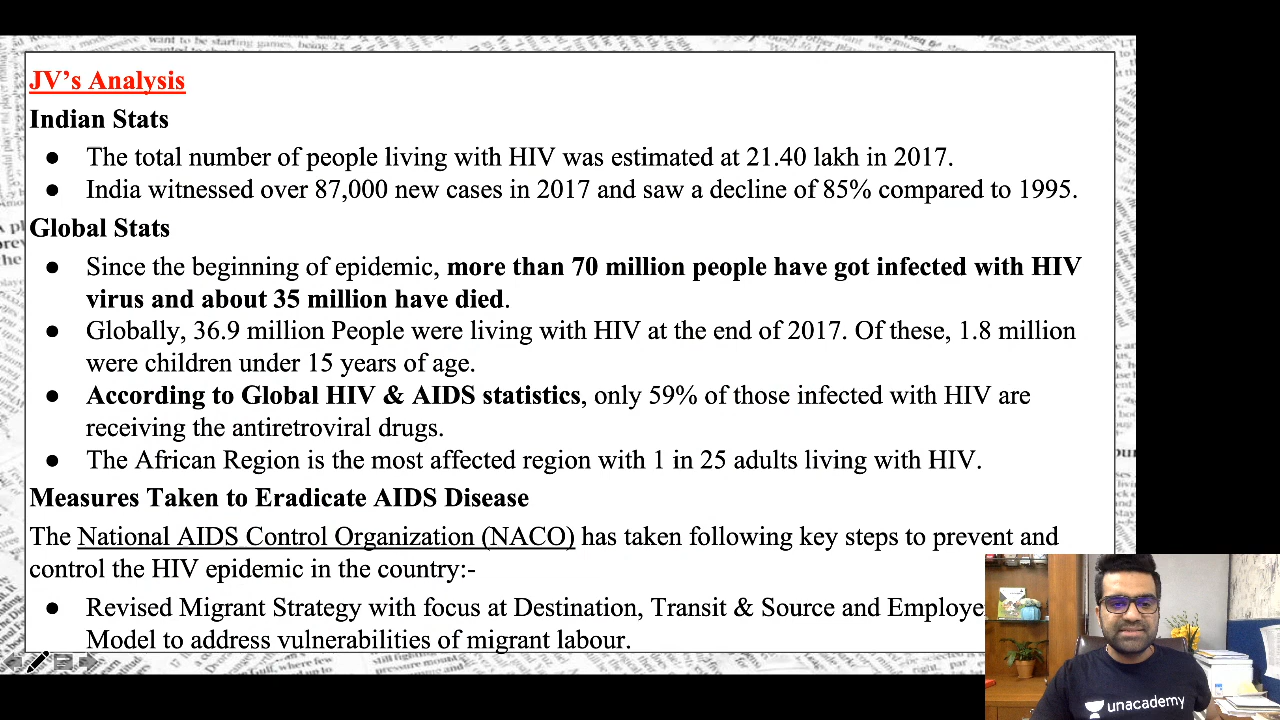 JV's Analysis
Indian Stats
● The total number of people living with HIV was estimated at 21.40 lakh in 2017.
● India witnessed over 87,000 new cases in 2017 and saw a decline of 85% compared to 1995.
Global Stats
● Since the beginning of epidemic, more than 70 million people have got infected with HIV
virus and about 35 million have died.
● Globally, 36.9 million People were living with HIV at the end of 2017. Of these, 1.8 million
were children under 15 years of age.
● According to Global HIV & AIDS statistics, only 59% of those infected with HIV are
receiving the antiretroviral drugs.
● The African Region is the most affected region with 1 in 25 adults living with HIV.
Measures Taken to Eradicate AIDS Disease
The National AIDS Control Organization (NACO) has taken following key steps to prevent and
control the HIV epidemic in the country:-
● Revised Migrant Strategy with focus at Destination, Transit & Source and Employe
Model to address vulnerabilities of migrant labour.
unacademy